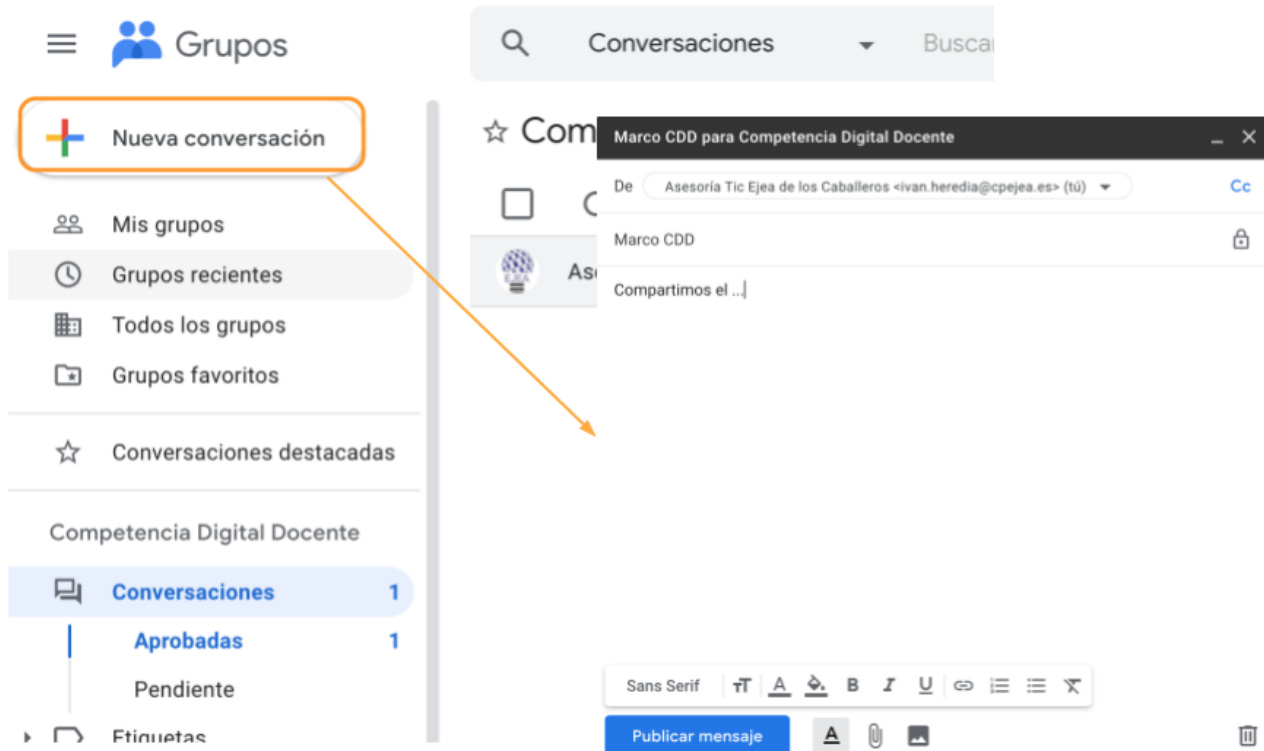 Grupos
Conversaciones
Nueva conversación
Mis grupos
Grupos recientes
Todos los grupos
Grupos favoritos
Conversaciones destacadas
Competencia Digital Docente
Conversaciones 1
Aprobadas 1
Pendiente
Etiquetas
Com
Marco CDD para Competencia Digital Docente
De Asesoría Tic Ejea de los Caballeros <ivan.heredia@cpejea.es> (tú) Cc
Marco CDD
Compartimos el ...
Sans Serif
Publicar mensaje